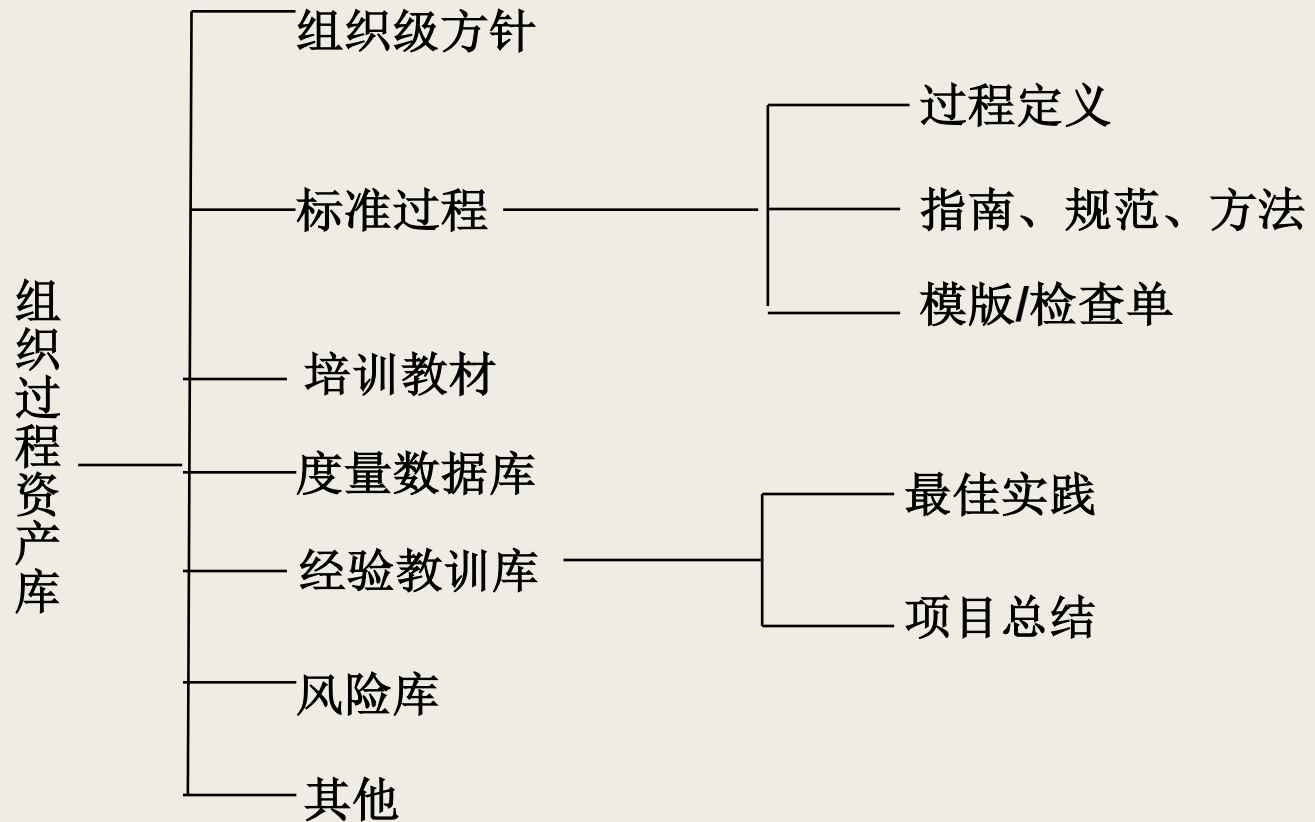 组织过程资产库
组织级方针
标准过程
过程定义
指南、规范、方法
模版/检查单
培训教材
度量数据库
经验教训库
最佳实践
项目总结
风险库
其他